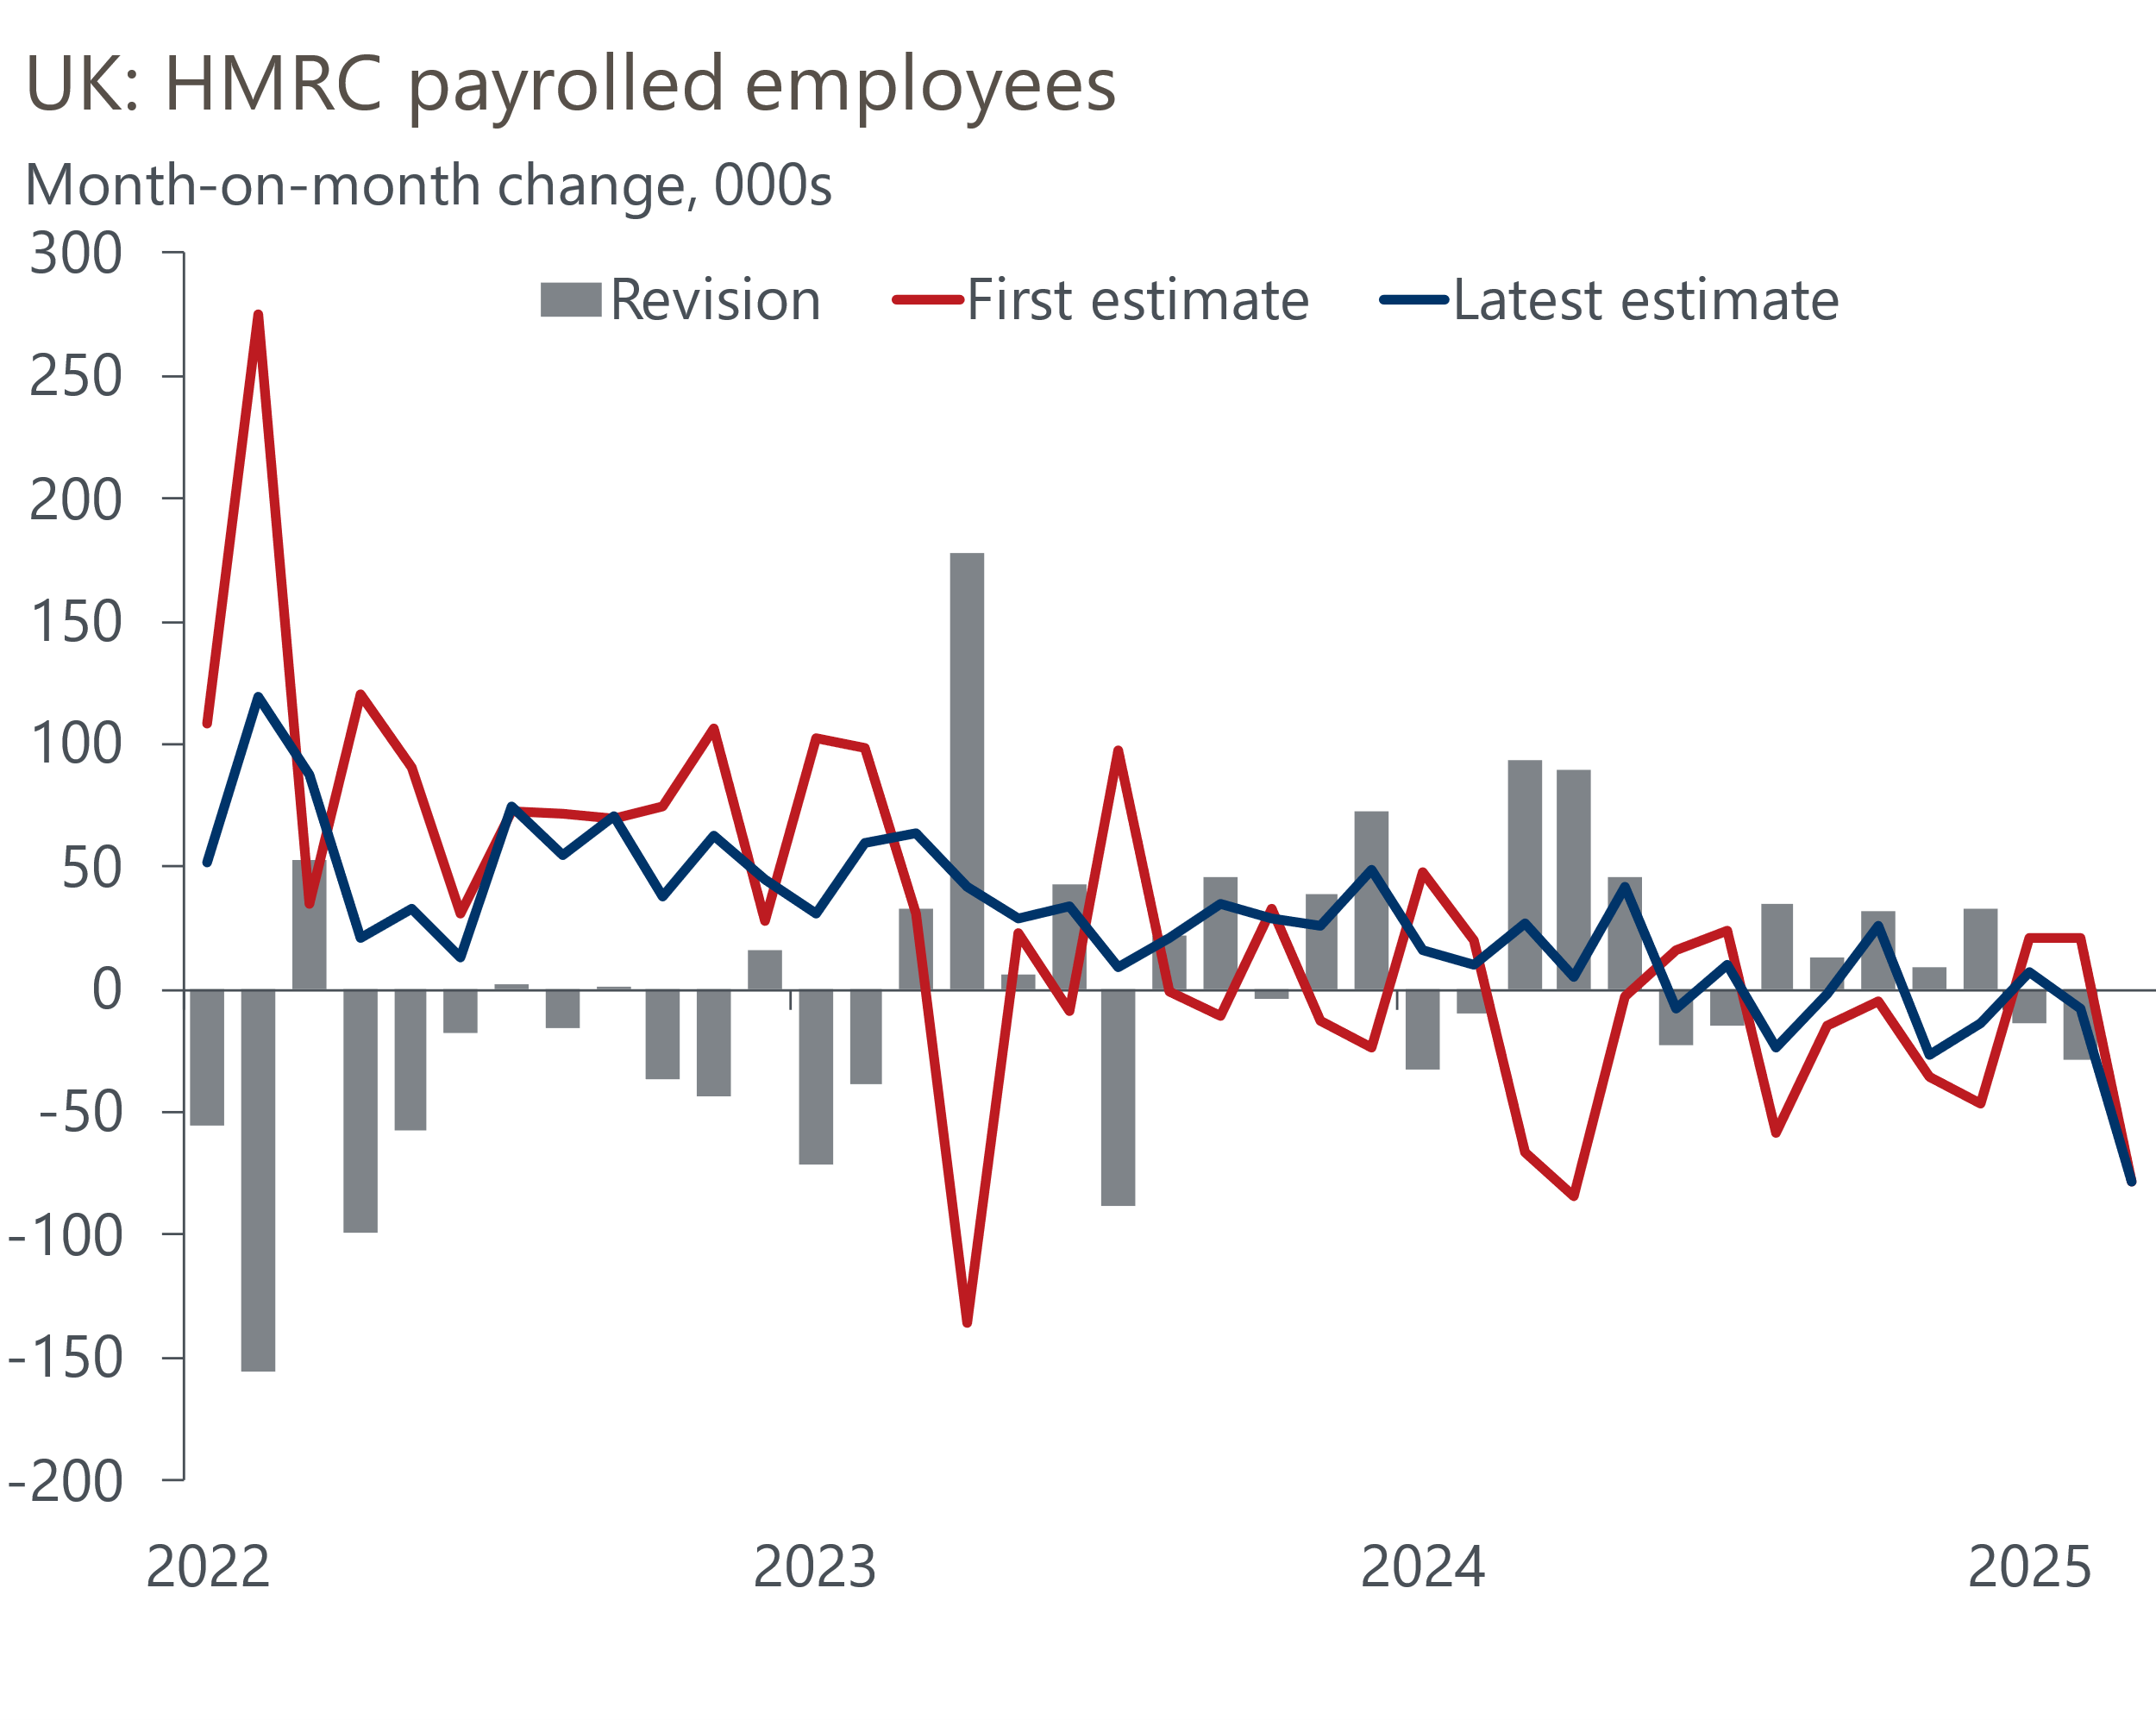 UK: HMRC payrolled employees
Month-on-month change, 000s
300
Revision First estimate Latest estimate
250
200
150
100
50
0
-50
-100
-150
-200
2022 2023 2024 2025